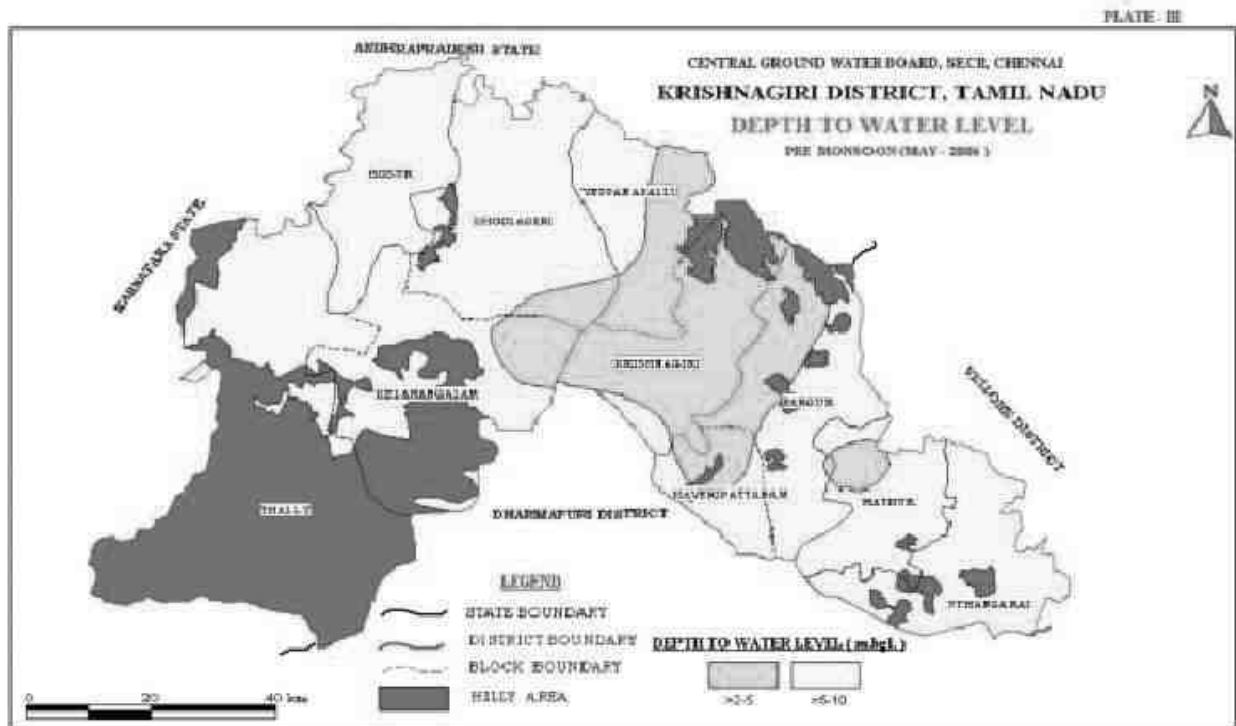 PLATE - III
ANDHRAPRADESH STATE
CENTRAL GROUND WATER BOARD, SECR, CHENNAI
KRISHNAGIRI DISTRICT, TAMIL NADU
DEPTH TO WATER LEVEL
PRE MONSOON (MAY - 2006 )
N
HOSUR
SHOOLAGERI
KARNATAKA STATE
KRISHNAGIRI
KELAMANGALAM
BARGUR
VELLORE DISTRICT
THALLY
KAVERIPATTANAM
MATHUR
DHARMAPURI DISTRICT
UTHANGARAI
LEGEND
STATE BOUNDARY
DISTRICT BOUNDARY
BLOCK BOUNDARY
HILLY AREA
DEPTH TO WATER LEVEL ( m.bgl. )
>2-5
>5-10
0 20 40 km